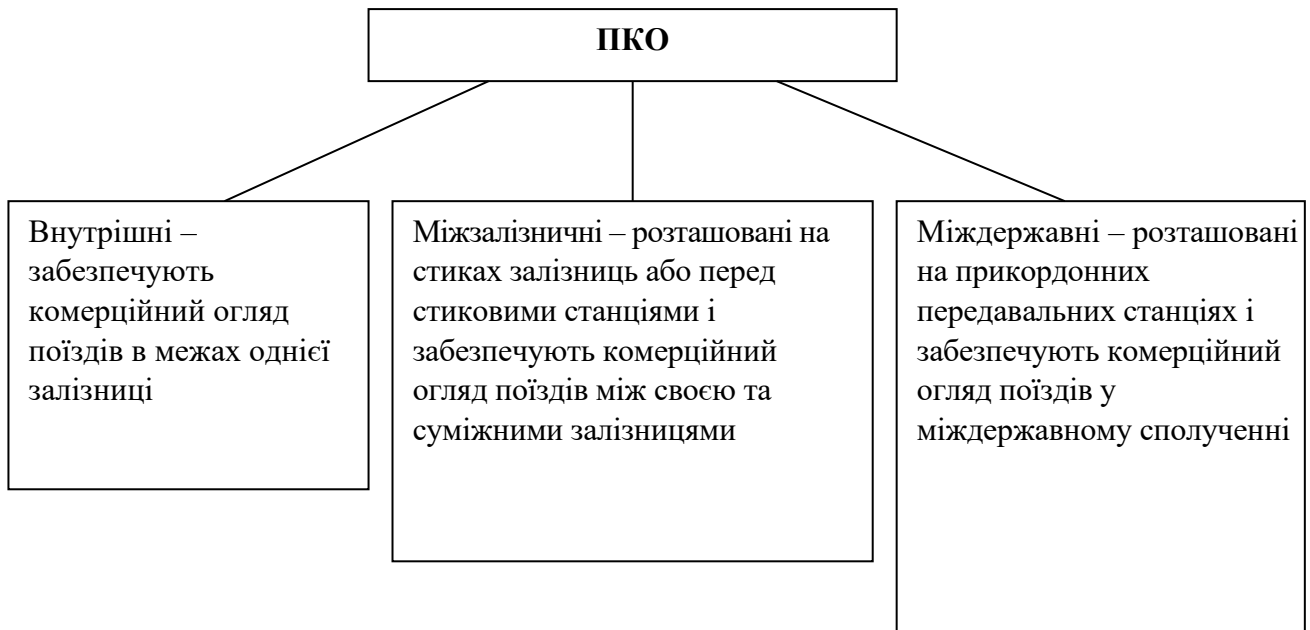 ПКО
Внутрішні –
забезпечують
комерційний огляд
поїздів в межах однієї
залізниці
Міжзалізничні – розташовані на
стиках залізниць або перед
стиковими станціями і
забезпечують комерційний
огляд поїздів між своєю та
суміжними залізницями
Міждержавні – розташовані
на прикордонних
передавальних станціях і
забезпечують комерційний
огляд поїздів у
міждержавному сполученні